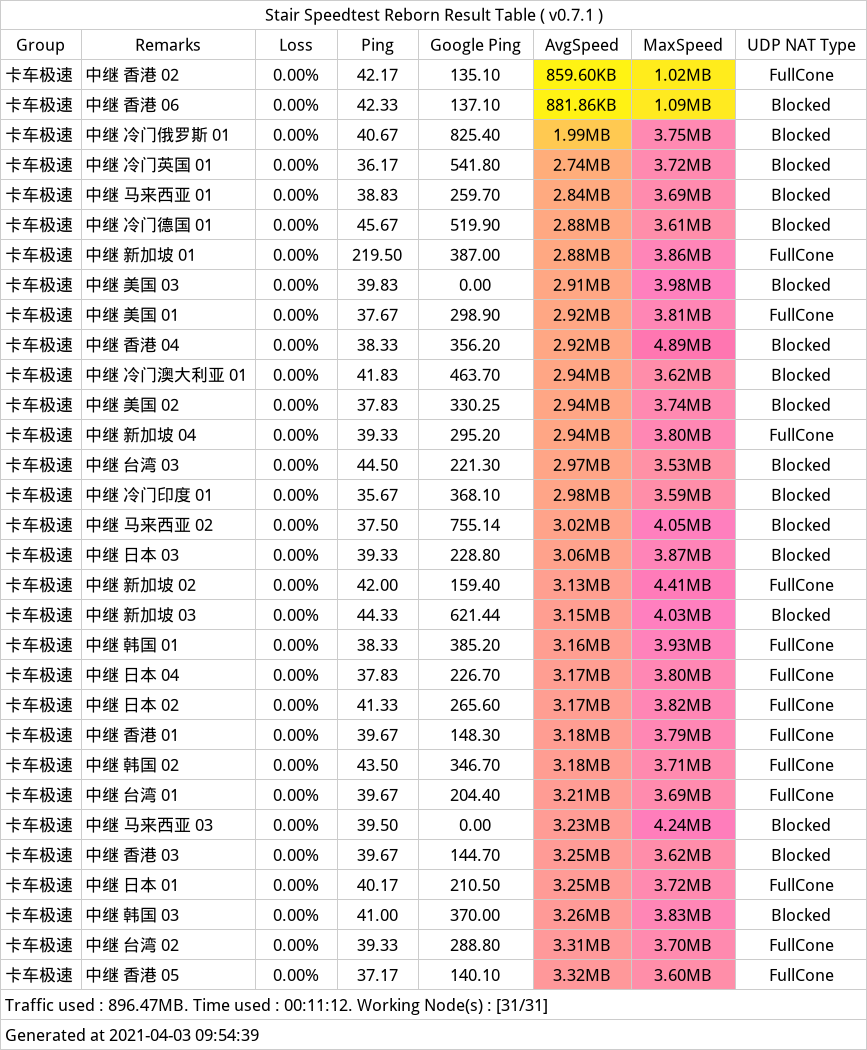 Stair Speedtest Reborn Result Table ( v0.7.1 )
Group Remarks Loss Ping Google Ping AvgSpeed MaxSpeed UDP NAT Type
卡车极速 中继 香港 02 0.00% 42.17 135.10 859.60KB 1.02MB FullCone
卡车极速 中继 香港 06 0.00% 42.33 137.10 881.86KB 1.09MB Blocked
卡车极速 中继 冷门俄罗斯 01 0.00% 40.67 825.40 1.99MB 3.75MB Blocked
卡车极速 中继 冷门英国 01 0.00% 36.17 541.80 2.74MB 3.72MB Blocked
卡车极速 中继 马来西亚 01 0.00% 38.83 259.70 2.84MB 3.69MB Blocked
卡车极速 中继 冷门德国 01 0.00% 45.67 519.90 2.88MB 3.61MB Blocked
卡车极速 中继 新加坡 01 0.00% 219.50 387.00 2.88MB 3.86MB FullCone
卡车极速 中继 美国 03 0.00% 39.83 0.00 2.91MB 3.98MB Blocked
卡车极速 中继 美国 01 0.00% 37.67 298.90 2.92MB 3.81MB FullCone
卡车极速 中继 香港 04 0.00% 38.33 356.20 2.92MB 4.89MB Blocked
卡车极速 中继 冷门澳大利亚 01 0.00% 41.83 463.70 2.94MB 3.62MB Blocked
卡车极速 中继 美国 02 0.00% 37.83 330.25 2.94MB 3.74MB Blocked
卡车极速 中继 新加坡 04 0.00% 39.33 295.20 2.94MB 3.80MB FullCone
卡车极速 中继 台湾 03 0.00% 44.50 221.30 2.97MB 3.53MB Blocked
卡车极速 中继 冷门印度 01 0.00% 35.67 368.10 2.98MB 3.59MB Blocked
卡车极速 中继 马来西亚 02 0.00% 37.50 755.14 3.02MB 4.05MB Blocked
卡车极速 中继 日本 03 0.00% 39.33 228.80 3.06MB 3.87MB Blocked
卡车极速 中继 新加坡 02 0.00% 42.00 159.40 3.13MB 4.41MB FullCone
卡车极速 中继 新加坡 03 0.00% 44.33 621.44 3.15MB 4.03MB Blocked
卡车极速 中继 韩国 01 0.00% 38.33 385.20 3.16MB 3.93MB FullCone
卡车极速 中继 日本 04 0.00% 37.83 226.70 3.17MB 3.80MB FullCone
卡车极速 中继 日本 02 0.00% 41.33 265.60 3.17MB 3.82MB FullCone
卡车极速 中继 香港 01 0.00% 39.67 148.30 3.18MB 3.79MB FullCone
卡车极速 中继 韩国 02 0.00% 43.50 346.70 3.18MB 3.71MB FullCone
卡车极速 中继 台湾 01 0.00% 39.67 204.40 3.21MB 3.69MB FullCone
卡车极速 中继 马来西亚 03 0.00% 39.50 0.00 3.23MB 4.24MB Blocked
卡车极速 中继 香港 03 0.00% 39.67 144.70 3.25MB 3.62MB Blocked
卡车极速 中继 日本 01 0.00% 40.17 210.50 3.25MB 3.72MB FullCone
卡车极速 中继 韩国 03 0.00% 41.00 370.00 3.26MB 3.83MB Blocked
卡车极速 中继 台湾 02 0.00% 39.33 288.80 3.31MB 3.70MB FullCone
卡车极速 中继 香港 05 0.00% 37.17 140.10 3.32MB 3.60MB FullCone
Traffic used : 896.47MB. Time used : 00:11:12. Working Node(s) : [31/31]
Generated at 2021-04-03 09:54:39